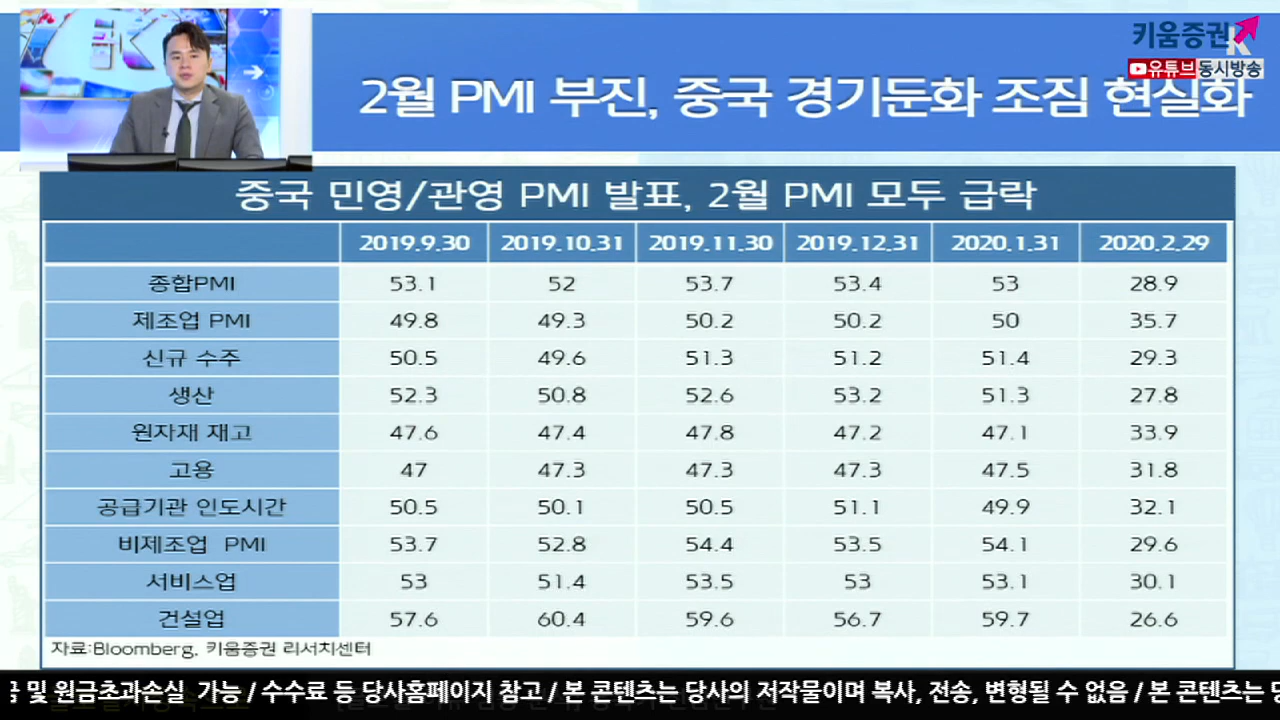 키움증권
유튜브 동시방송
2월 PMI 부진, 중국 경기둔화 조짐 현실화
중국 민영/관영 PMI 발표, 2월 PMI 모두 급락
2019.9.30 2019.10.31 2019.11.30 2019.12.31 2020.1.31 2020.2.29
종합PMI 53.1 52 53.7 53.4 53 28.9
제조업 PMI 49.8 49.3 50.2 50.2 50 35.7
신규 수주 50.5 49.6 51.3 51.2 51.4 29.3
생산 52.3 50.8 52.6 53.2 51.3 27.8
원자재 재고 47.6 47.4 47.8 47.2 47.1 33.9
고용 47 47.3 47.3 47.3 47.5 31.8
공급기관 인도시간 50.5 50.1 50.5 51.1 49.9 32.1
비제조업 PMI 53.7 52.8 54.4 53.5 54.1 29.6
서비스업 53 51.4 53.5 53 53.1 30.1
건설업 57.6 60.4 59.6 56.7 59.7 26.6
자료:Bloomberg, 키움증권 리서치센터
및 원금초과손실 가능 / 수수료 등 당사홈페이지 참고 / 본 콘텐츠는 당사의 저작물이며 복사, 전송, 변형될 수 없음 / 본 콘텐츠는